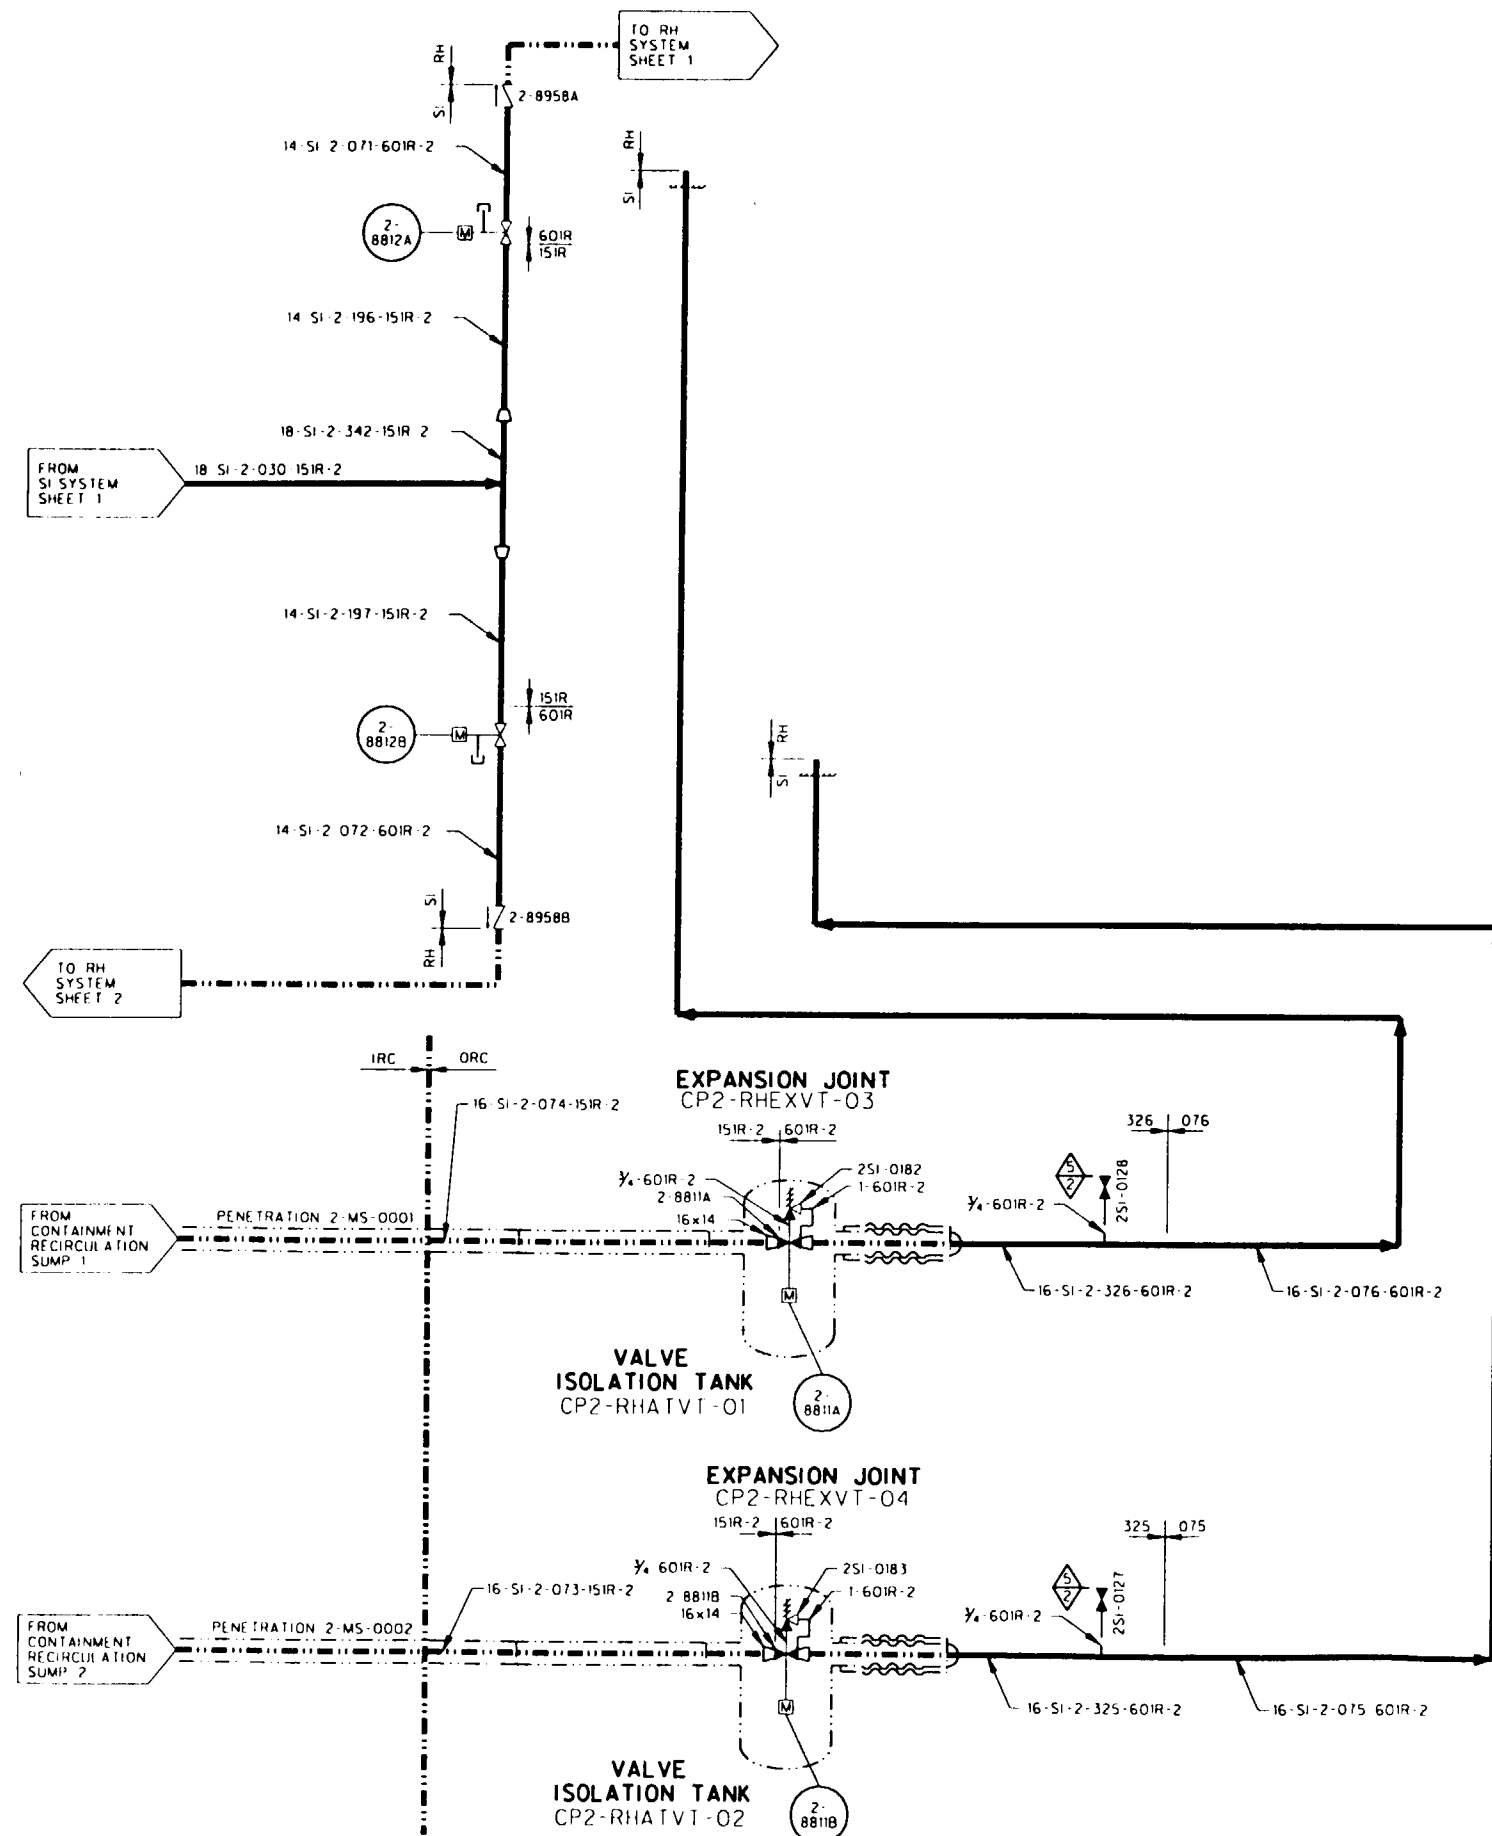 TO RH
SYSTEM
SHEET 1
RH
SI
2-8958A
14-SI-2-071-601R-2
RH
SI
2-
8812A
M
601R
151R
14 SI-2-196-151R-2
18-SI-2-342-151R 2
FROM
SI SYSTEM
SHEET 1
18 SI-2-030-151R-2
14-SI-2-197-151R-2
151R
601R
2-
8812B
M
RH
SI
14-SI-2 072-601R-2
SI
RH
2-8958B
TO RH
SYSTEM
SHEET 2
IRC
ORC
EXPANSION JOINT
CP2-RHEXVT-03
16-SI-2-074-151R-2
151R-2
601R-2
326
076
3/4-601R-2
2SI-0182
2-8811A
1-601R-2
16x14
5
2
2SI-0128
3/4-601R-2
FROM
CONTAINMENT
RECIRCULATION
SUMP 1
PENETRATION 2-MS-0001
M
16-SI-2-326-601R-2
16-SI-2-076-601R-2
VALVE
ISOLATION TANK
CP2-RHATVT-01
2-
8811A
EXPANSION JOINT
CP2-RHEXVT-04
151R-2
601R-2
325
075
3/4 601R-2
2SI-0183
16-SI-2-073-151R-2
2 8811B
1-601R-2
16x14
5
2
2SI-0127
3/4-601R-2
FROM
CONTAINMENT
RECIRCULATION
SUMP 2
PENETRATION 2-MS-0002
M
16-SI-2-325-601R-2
16-SI-2-075 601R-2
VALVE
ISOLATION TANK
CP2-RHATVT-02
2-
8811B